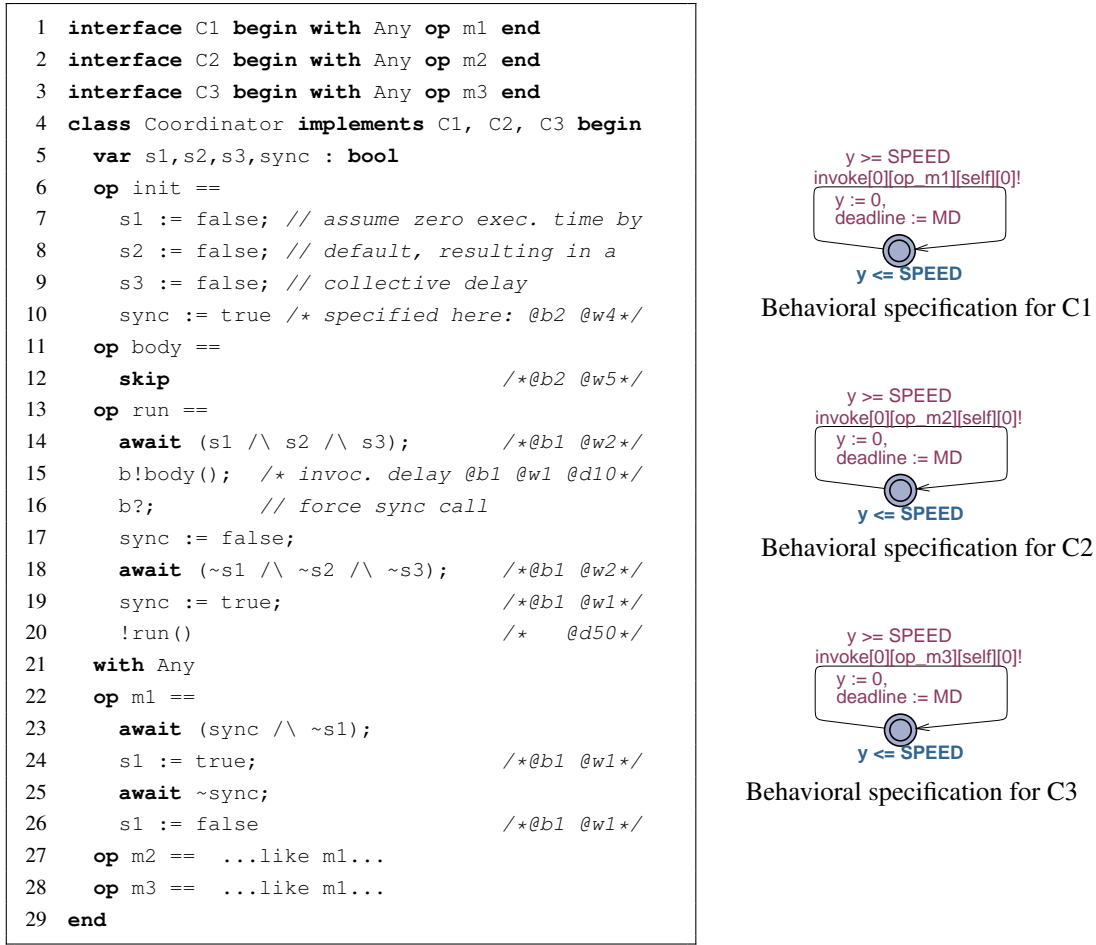 1 interface C1 begin with Any op m1 end
2 interface C2 begin with Any op m2 end
3 interface C3 begin with Any op m3 end
4 class Coordinator implements C1, C2, C3 begin
5 var s1,s2,s3,sync : bool
6 op init ==
7 s1 := false; // assume zero exec. time by
8 s2 := false; // default, resulting in a
9 s3 := false; // collective delay
10 sync := true /* specified here: @b2 @w4*/
11 op body ==
12 skip /*@b2 @w5*/
13 op run ==
14 await (s1 /\ s2 /\ s3); /*@b1 @w2*/
15 b!body(); /* invoc. delay @b1 @w1 @d10*/
16 b?; // force sync call
17 sync := false;
18 await (~s1 /\ ~s2 /\ ~s3); /*@b1 @w2*/
19 sync := true; /*@b1 @w1*/
20 !run() /* @d50*/
21 with Any
22 op m1 ==
23 await (sync /\ ~s1);
24 s1 := true; /*@b1 @w1*/
25 await ~sync;
26 s1 := false /*@b1 @w1*/
27 op m2 == ...like m1...
28 op m3 == ...like m1...
29 end
y >= SPEED
invoke[0][op_m1][self][0]!
y := 0,
deadline := MD
y <= SPEED
Behavioral specification for C1
y >= SPEED
invoke[0][op_m2][self][0]!
y := 0,
deadline := MD
y <= SPEED
Behavioral specification for C2
y >= SPEED
invoke[0][op_m3][self][0]!
y := 0,
deadline := MD
y <= SPEED
Behavioral specification for C3